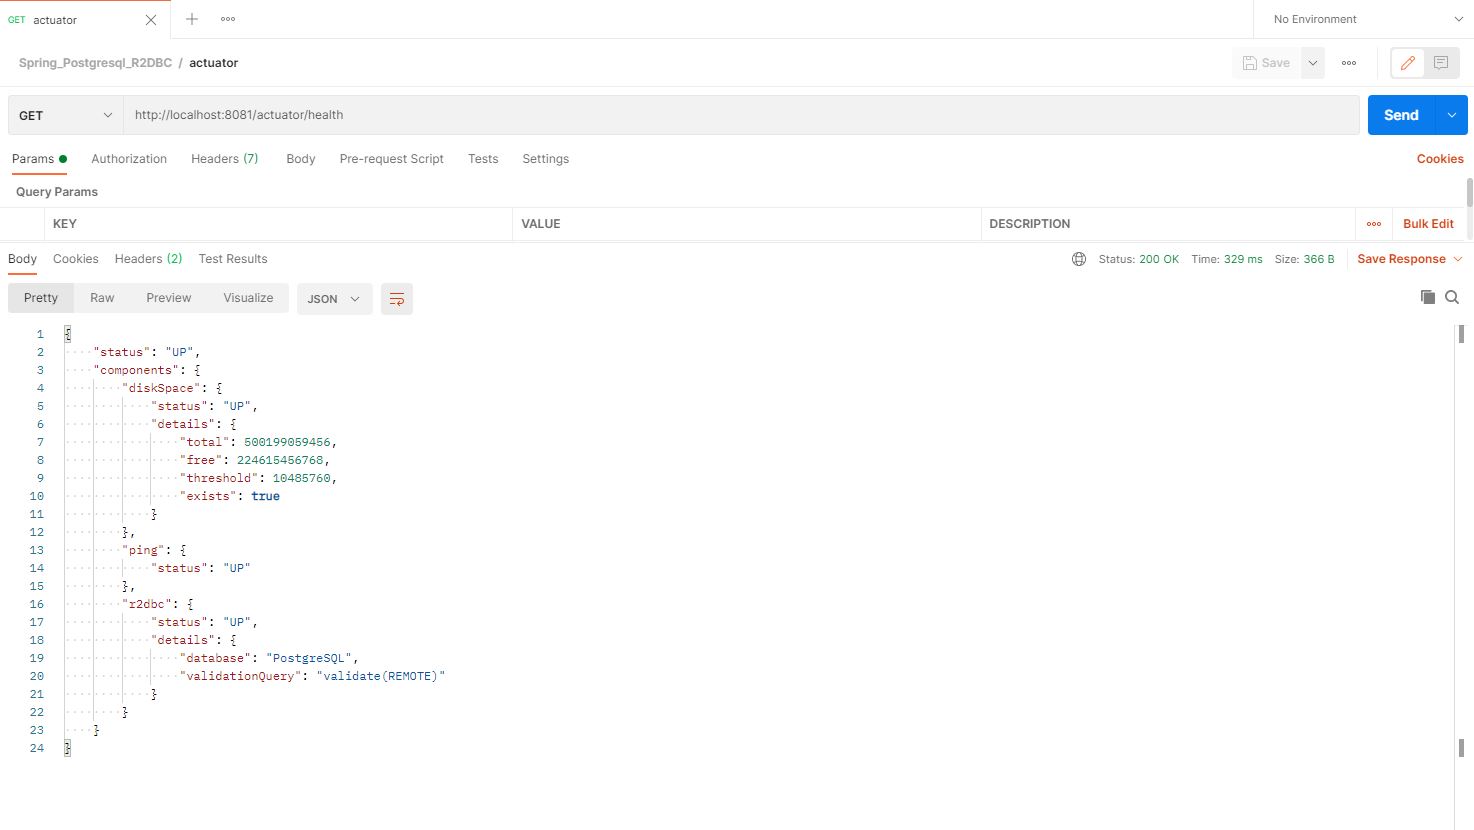 GET actuator
No Environment
Spring_Postgresql_R2DBC / actuator
Save
GET http://localhost:8081/actuator/health Send
Params Authorization Headers (7) Body Pre-request Script Tests Settings Cookies
Query Params
KEY VALUE DESCRIPTION Bulk Edit
Body Cookies Headers (2) Test Results Status: 200 OK Time: 329 ms Size: 366 B Save Response
Pretty Raw Preview Visualize JSON
1 {
2 "status": "UP",
3 "components": {
4 "diskSpace": {
5 "status": "UP",
6 "details": {
7 "total": 500199059456,
8 "free": 224615456768,
9 "threshold": 10485760,
10 "exists": true
11 }
12 },
13 "ping": {
14 "status": "UP"
15 },
16 "r2dbc": {
17 "status": "UP",
18 "details": {
19 "database": "PostgreSQL",
20 "validationQuery": "validate(REMOTE)"
21 }
22 }
23 }
24 }